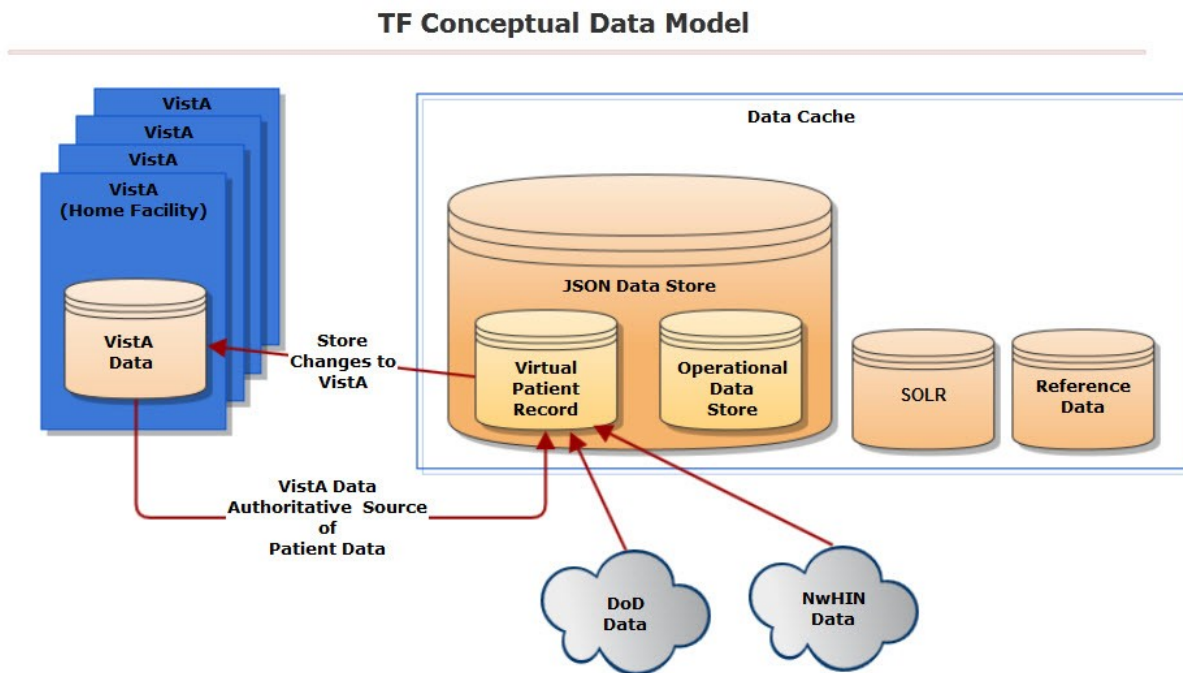 TF Conceptual Data Model
VistA
VistA
VistA
VistA
(Home Facility)
VistA
Data
Store
Changes to
VistA
VistA Data
Authoritative Source
of
Patient Data
Data Cache
JSON Data Store
Virtual
Patient
Record
Operational
Data
Store
SOLR
Reference
Data
DoD
Data
NwHIN
Data